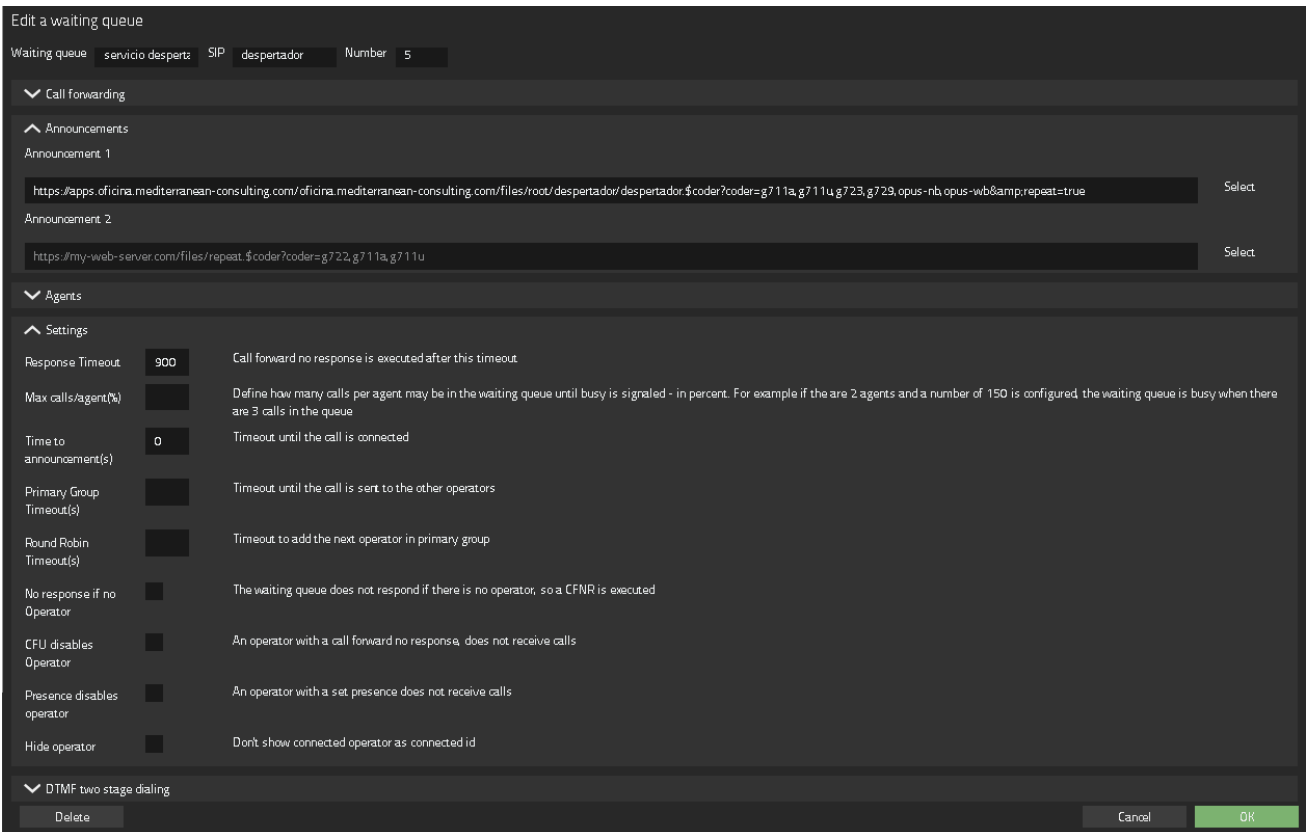 Edit a waiting queue
Waiting queue servicio desperta SIP despertador Number 5
Call forwarding
Announcements
Announcement 1
https://apps.oficina.mediterranean-consulting.com/oficina.mediterranean-consulting.com/files/root/despertador/despertador.$coder?coder=g711a,g711u,g723,g729,opus-nb,opus-wb&amp;repeat=true Select
Announcement 2
https://my-web-server.com/files/repeat.$coder?coder=g722,g711a,g711u Select
Agents
Settings
Response Timeout 900 Call forward no response is executed after this timeout
Max calls/agent(%) Define how many calls per agent may be in the waiting queue until busy is signaled - in percent. For example if the are 2 agents and a number of 150 is configured, the waiting queue is busy when there
are 3 calls in the queue
Time to 0 Timeout until the call is connected
announcement(s)
Primary Group Timeout until the call is sent to the other operators
Timeout(s)
Round Robin Timeout to add the next operator in primary group
Timeout(s)
No response if no The waiting queue does not respond if there is no operator, so a CFNR is executed
Operator
CFU disables An operator with a call forward no response, does not receive calls
Operator
Presence disables An operator with a set presence does not receive calls
operator
Hide operator Don't show connected operator as connected id
DTMF two stage dialing
Delete Cancel OK